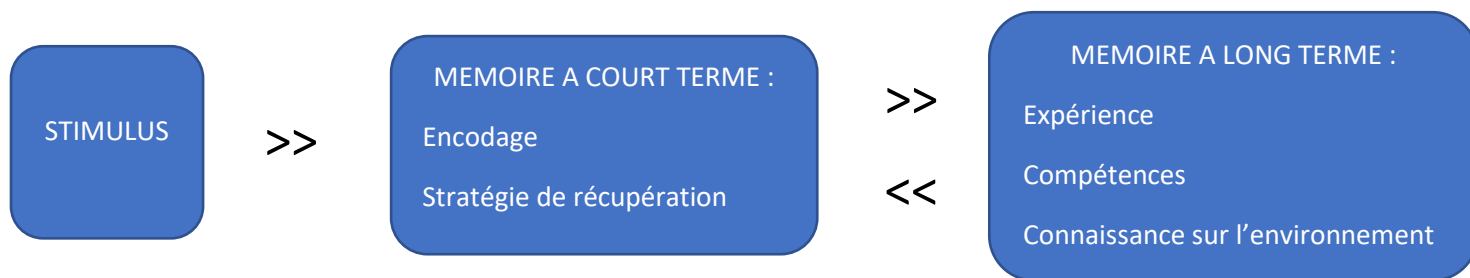 STIMULUS
>>
MEMOIRE A COURT TERME :
Encodage
Stratégie de récupération
>>
<<
MEMOIRE A LONG TERME :
Expérience
Compétences
Connaissance sur l’environnement